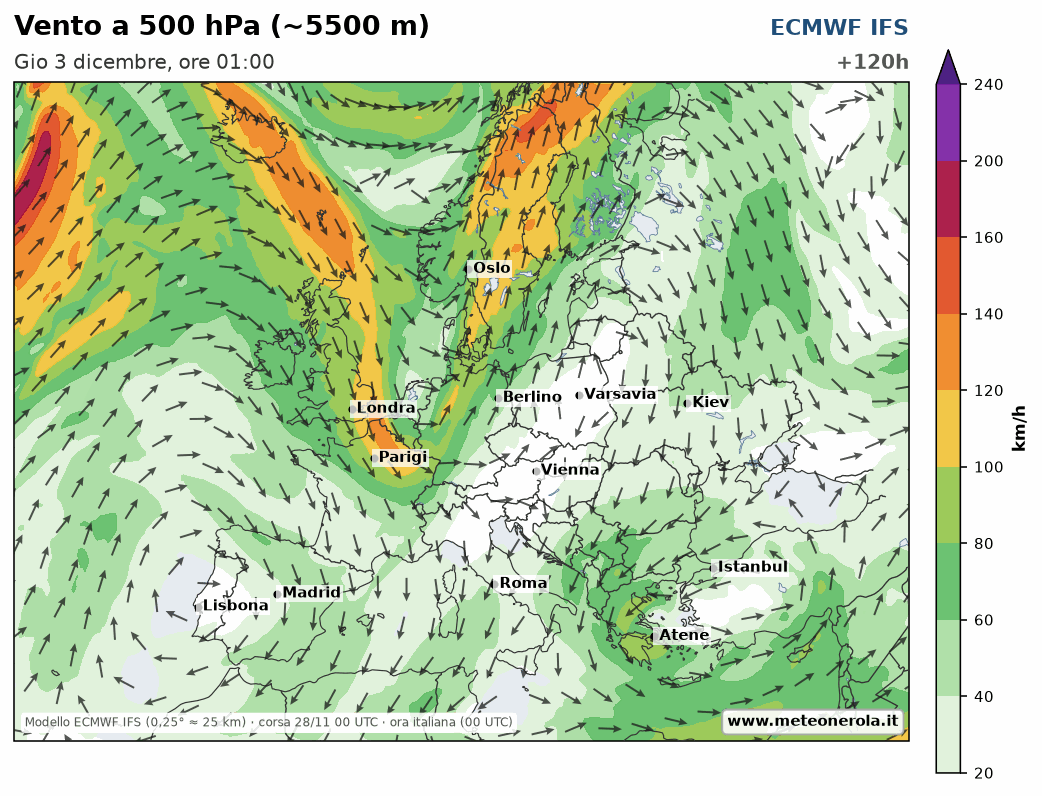 Vento a 500 hPa (~5500 m)
ECMWF IFS
Gio 3 dicembre, ore 01:00
+120h
240
200
160
140
120
100
80
60
40
20
km/h
Oslo
Londra
Berlino
Varsavia
Kiev
Parigi
Vienna
Istanbul
Roma
Madrid
Lisbona
Atene
Modello ECMWF IFS (0,25° ≈ 25 km) · corsa 28/11 00 UTC · ora italiana (00 UTC)
www.meteonerola.it